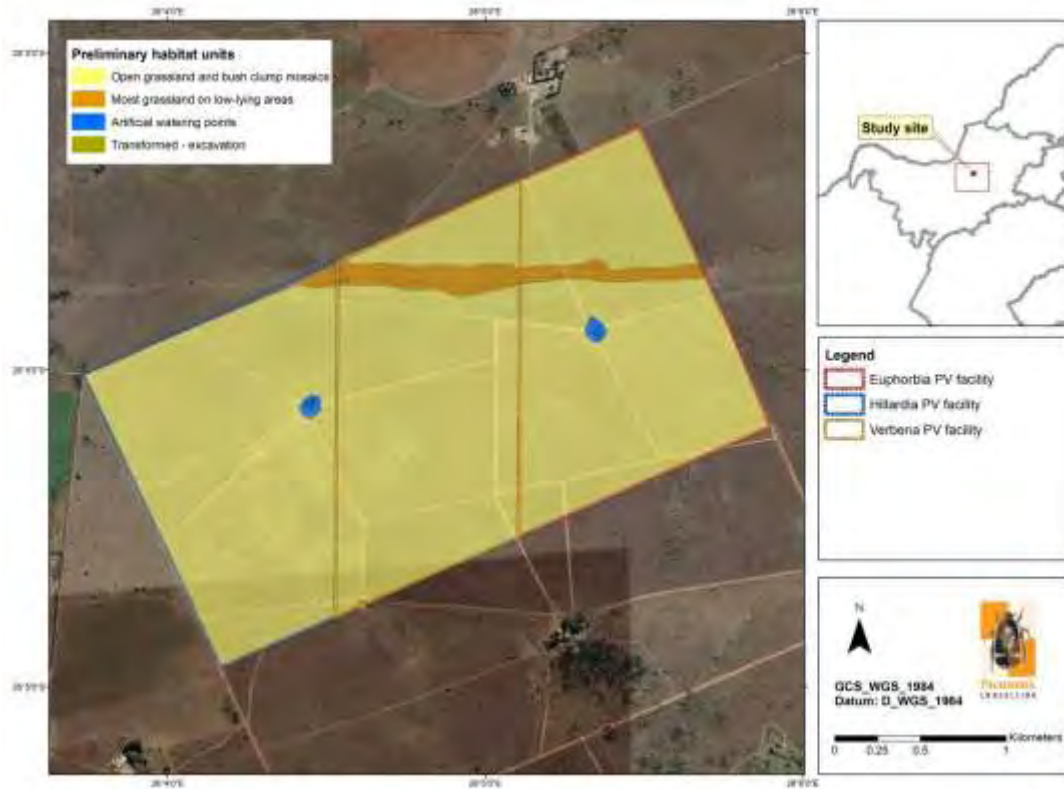 Preliminary habitat units
Open grassland and bush clump mosaics
Moist grassland on low-lying areas
Artificial watering points
Transformed - excavation
Study site
Legend
Euphorbia PV facility
Hillardia PV facility
Verbena PV facility
N
GCS_WGS_1984
Datum: D_WGS_1984
Kilometers
0 0.25 0.5 1